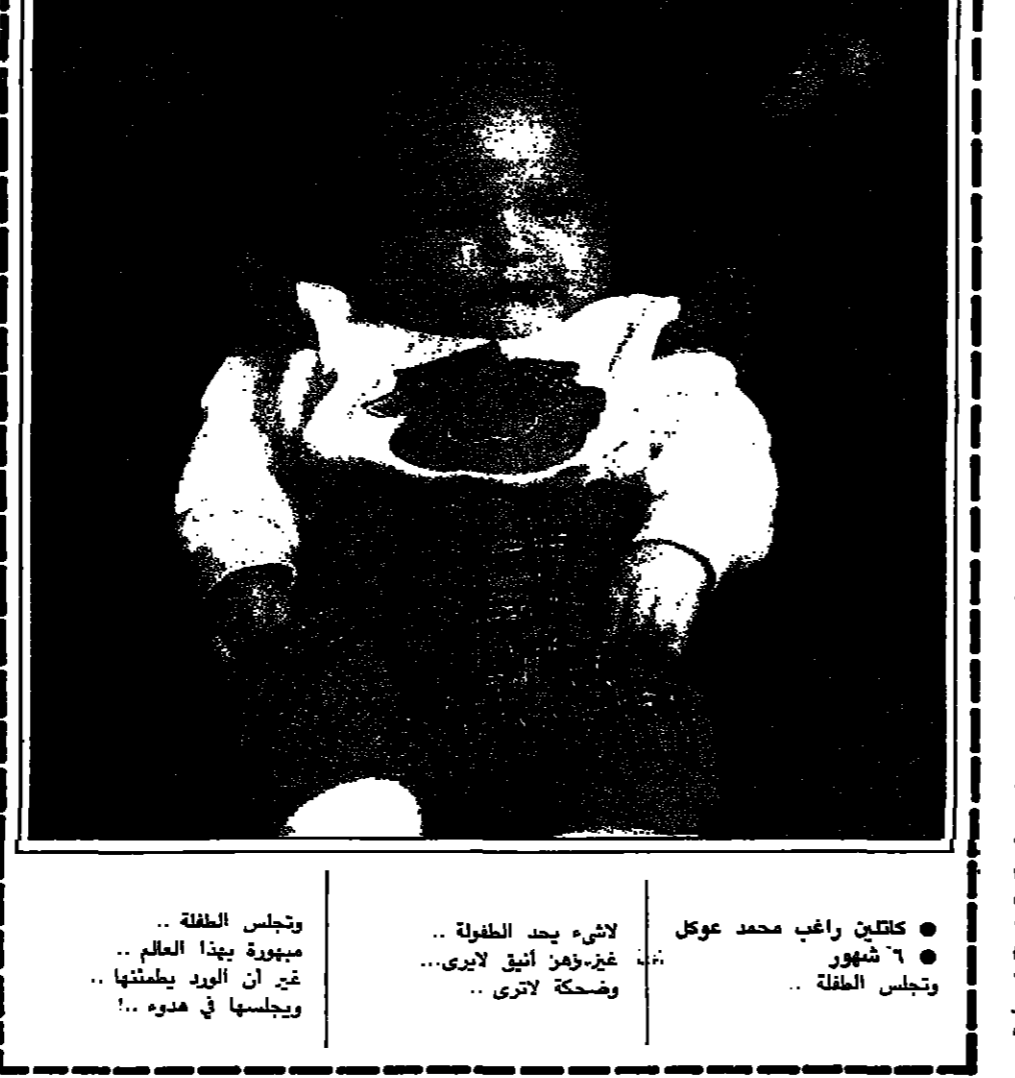 ● كاتلين راغب محمد عوكل
● ٦ شهور
وتجلس الطفلة ..
لاشيء يحد الطفولة ..
غير زهر أنيق لايرى...
وضحكة لاترى ..
وتجلس الطفلة ..
مبهورة بهذا العالم ..
غير أن الورد يطمئنها ..
ويجلسها في هدوء ..!